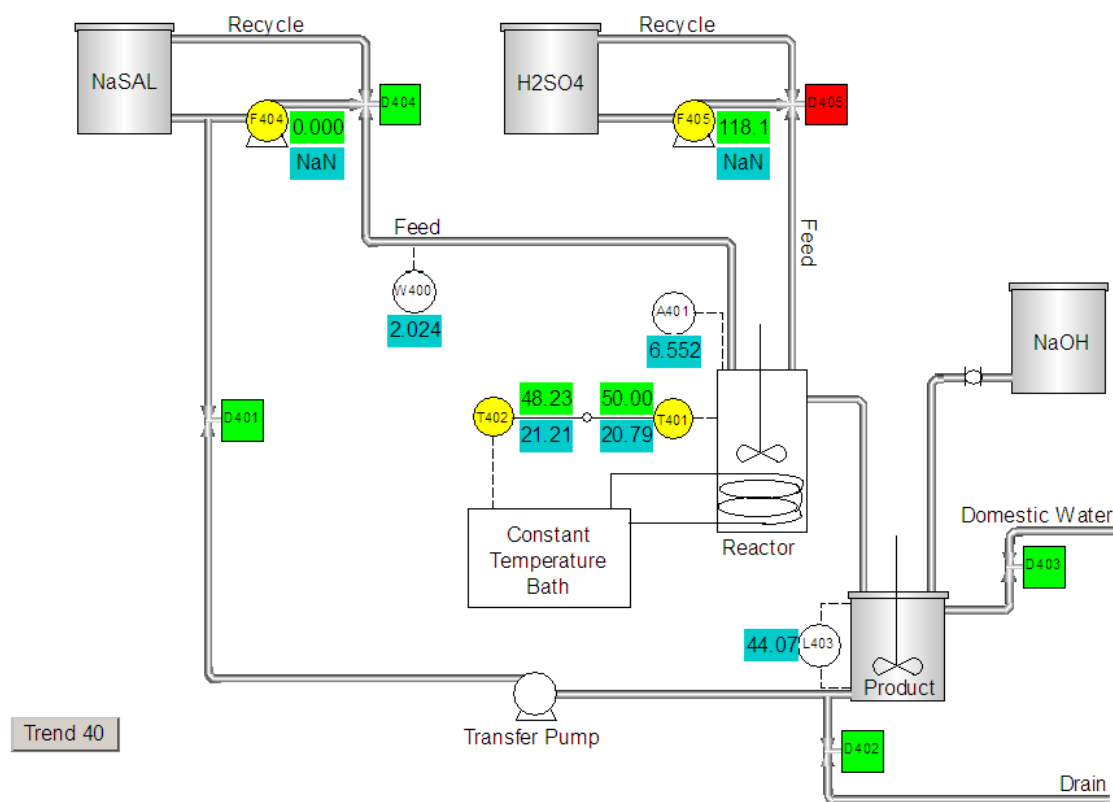 Recycle
Recycle
NaSAL
H2SO4
F404
0.000
NaN
D404
F405
118.1
NaN
D405
Feed
Feed
W400
2.024
A401
6.552
NaOH
D401
T402
48.23
50.00
T401
21.21
20.79
Constant
Temperature
Bath
Reactor
Domestic Water
D403
44.07
L403
Product
Trend 40
Transfer Pump
D402
Drain